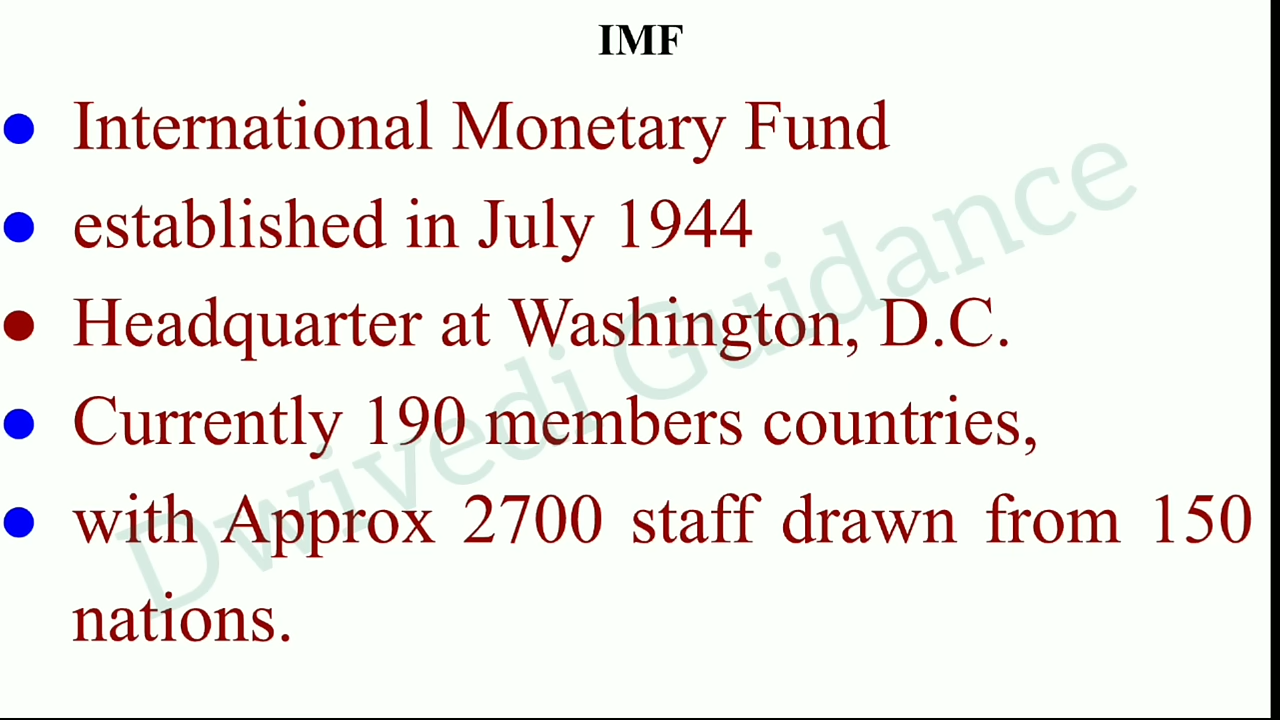 IMF
● International Monetary Fund
● established in July 1944
● Headquarter at Washington, D.C.
● Currently 190 members countries,
● with Approx 2700 staff drawn from 150
nations.
Dwivedi Guidance